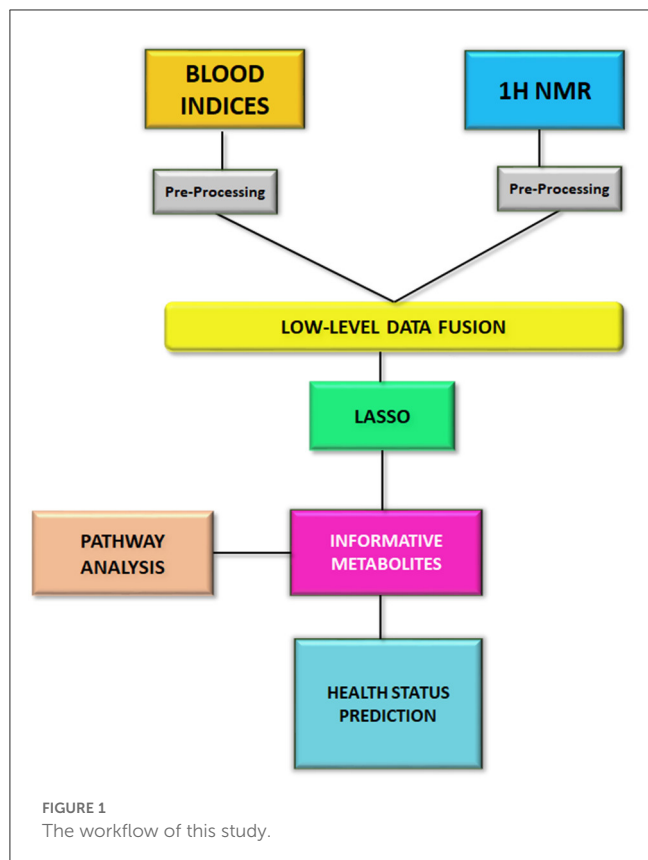 BLOOD
INDICES
1H NMR
Pre-Processing
Pre-Processing
LOW-LEVEL DATA FUSION
LASSO
PATHWAY
ANALYSIS
INFORMATIVE
METABOLITES
HEALTH STATUS
PREDICTION
FIGURE 1
The workflow of this study.